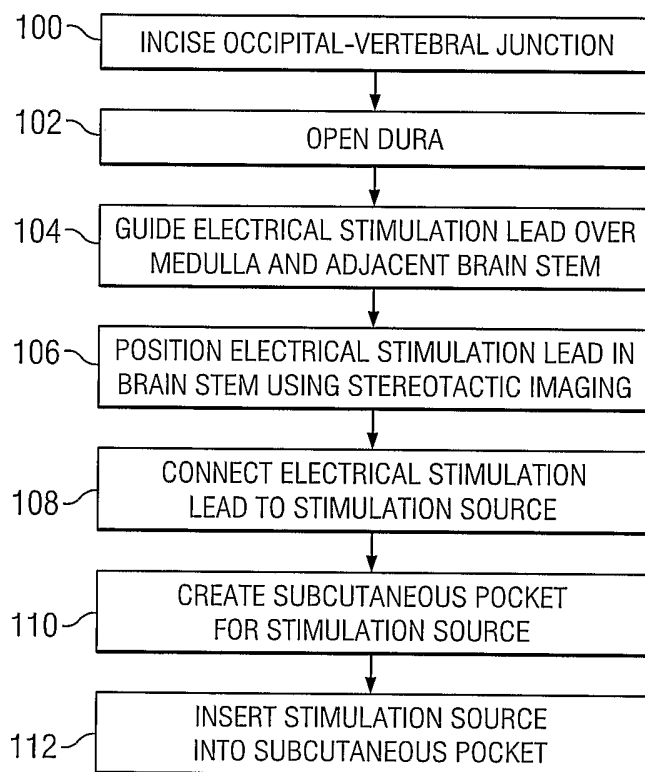 100
INCISE OCCIPITAL-VERTEBRAL JUNCTION
102
OPEN DURA
104
GUIDE ELECTRICAL STIMULATION LEAD OVER
MEDULLA AND ADJACENT BRAIN STEM
106
POSITION ELECTRICAL STIMULATION LEAD IN
BRAIN STEM USING STEREOTACTIC IMAGING
108
CONNECT ELECTRICAL STIMULATION
LEAD TO STIMULATION SOURCE
110
CREATE SUBCUTANEOUS POCKET
FOR STIMULATION SOURCE
112
INSERT STIMULATION SOURCE
INTO SUBCUTANEOUS POCKET